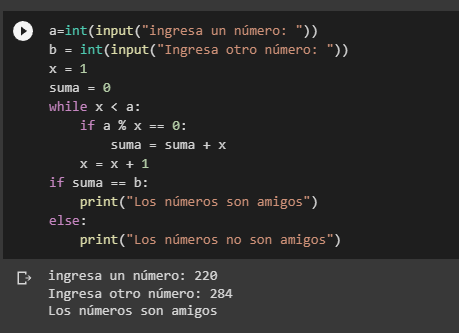 a=int(input("ingresa un número: "))
b = int(input("Ingresa otro número: "))
x = 1
suma = 0
while x < a:
    if a % x == 0:
        suma = suma + x
    x = x + 1
if suma == b:
    print("Los números son amigos")
else:
    print("Los números no son amigos")
ingresa un número: 220
Ingresa otro número: 284
Los números son amigos